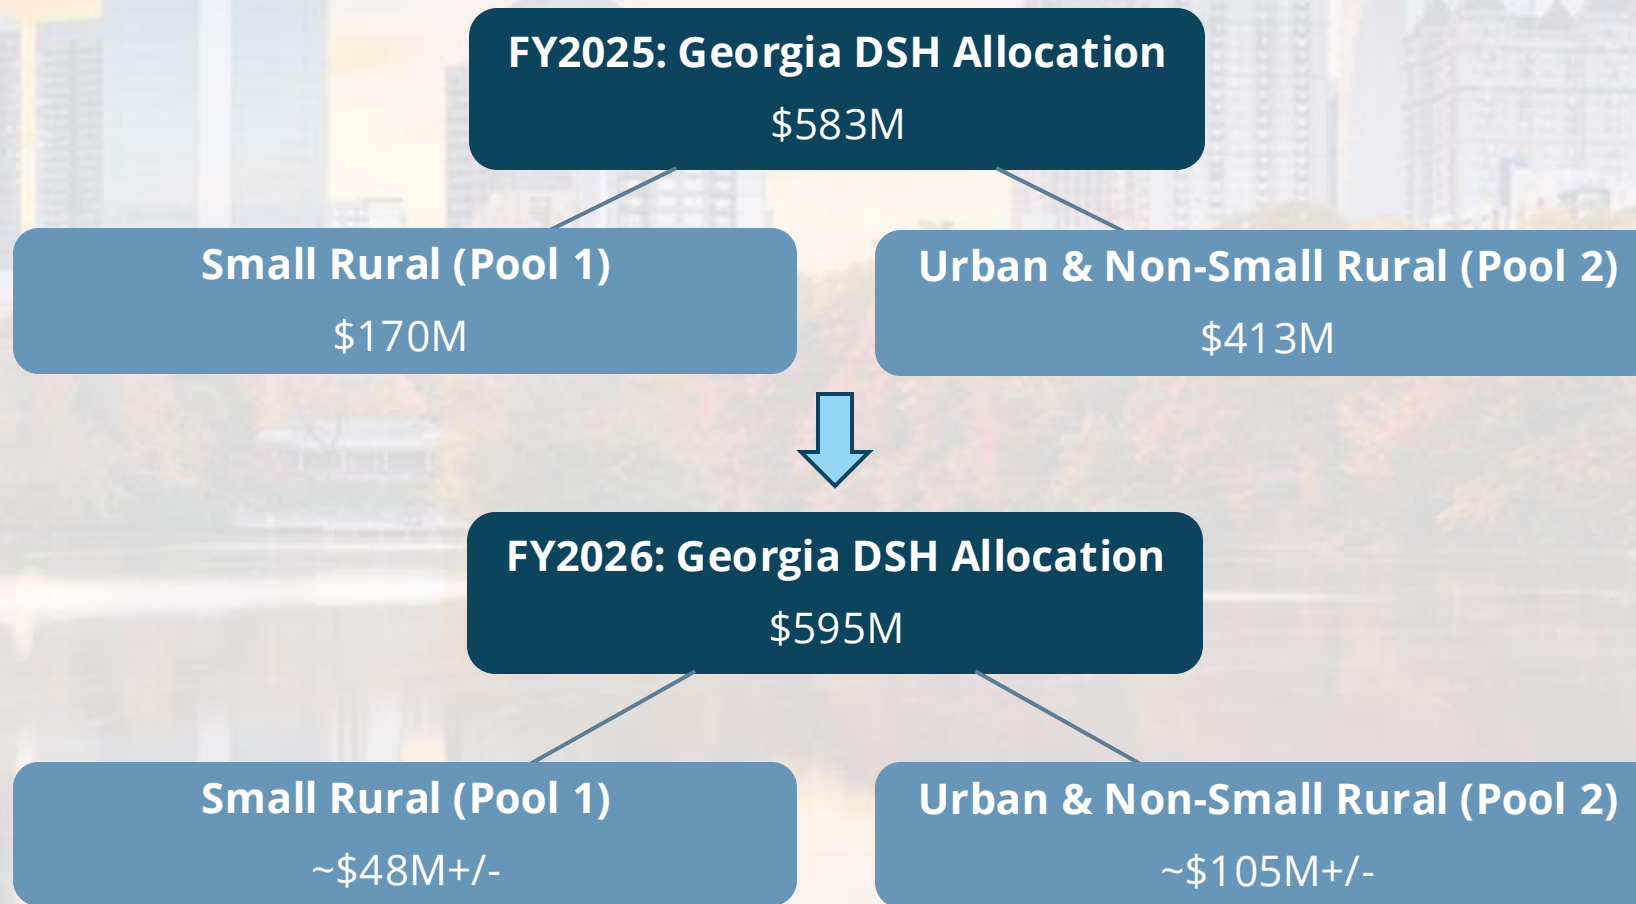 FY2025: Georgia DSH Allocation
$583M
Small Rural (Pool 1)
$170M
Urban & Non-Small Rural (Pool 2)
$413M
FY2026: Georgia DSH Allocation
$595M
Small Rural (Pool 1)
~$48M+/-
Urban & Non-Small Rural (Pool 2)
~$105M+/-